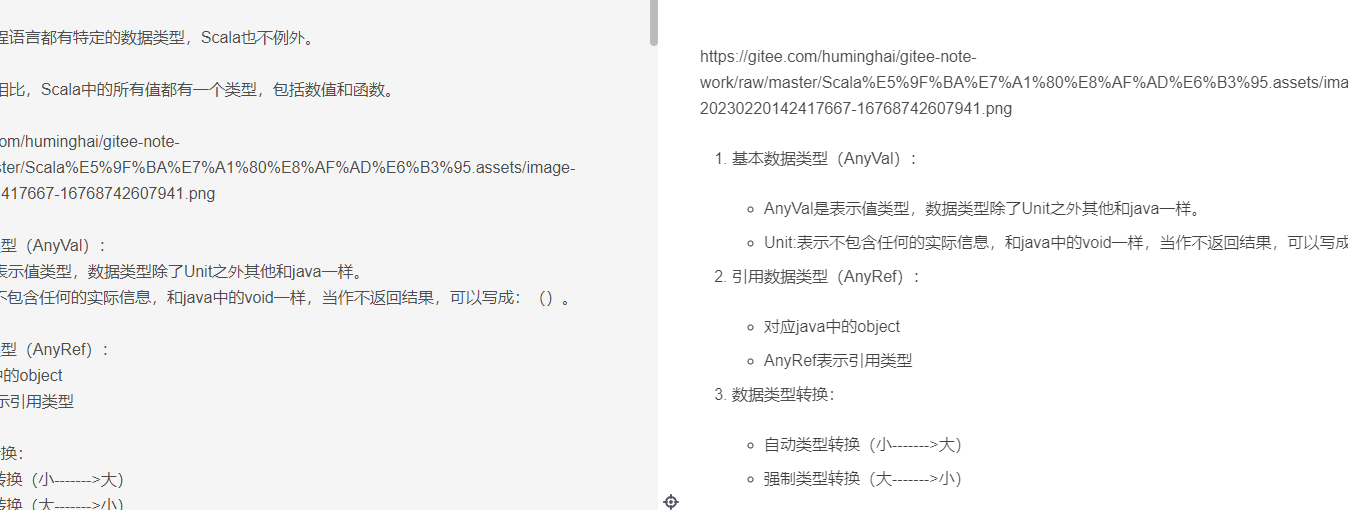 程语言都有特定的数据类型，Scala也不例外。
相比，Scala中的所有值都有一个类型，包括数值和函数。
om/huminghai/gitee-note-
ster/Scala%E5%9F%BA%E7%A1%80%E8%AF%AD%E6%B3%95.assets/image-
417667-16768742607941.png
型（AnyVal）：
表示值类型，数据类型除了Unit之外其他和java一样。
不包含任何的实际信息，和java中的void一样，当作不返回结果，可以写成：（）。
型（AnyRef）：
中的object
示引用类型
换：
转换（小------->大）
转换（大------->小）
https://gitee.com/huminghai/gitee-note-
work/raw/master/Scala%E5%9F%BA%E7%A1%80%E8%AF%AD%E6%B3%95.assets/ima
20230220142417667-16768742607941.png
1. 基本数据类型（AnyVal）：
◦ AnyVal是表示值类型，数据类型除了Unit之外其他和java一样。
◦ Unit:表示不包含任何的实际信息，和java中的void一样，当作不返回结果，可以写成
2. 引用数据类型（AnyRef）：
◦ 对应java中的object
◦ AnyRef表示引用类型
3. 数据类型转换：
◦ 自动类型转换（小------->大）
◦ 强制类型转换（大------->小）